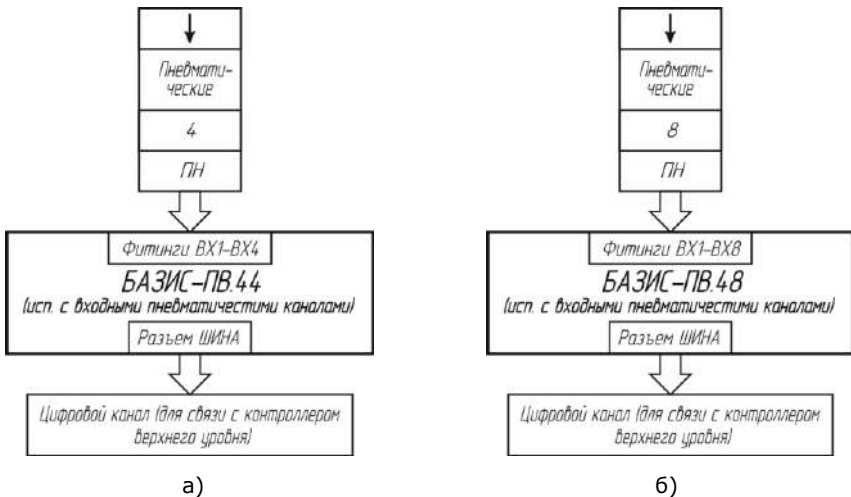 Пневмати-
ческие
4
ПН
Фитинги ВХ1-ВХ4
БАЗИС-ПВ.44
(исп. с входными пневматичестими каналами)
Разъем ШИНА
Цифровой канал (для связи с контроллером
верхнего уровня)
а)
Пневмати-
ческие
8
ПН
Фитинги ВХ1-ВХ8
БАЗИС-ПВ.48
(исп. с входными пневматичестими каналами)
Разъем ШИНА
Цифровой канал (для связи с контроллером
верхнего уровня)
б)